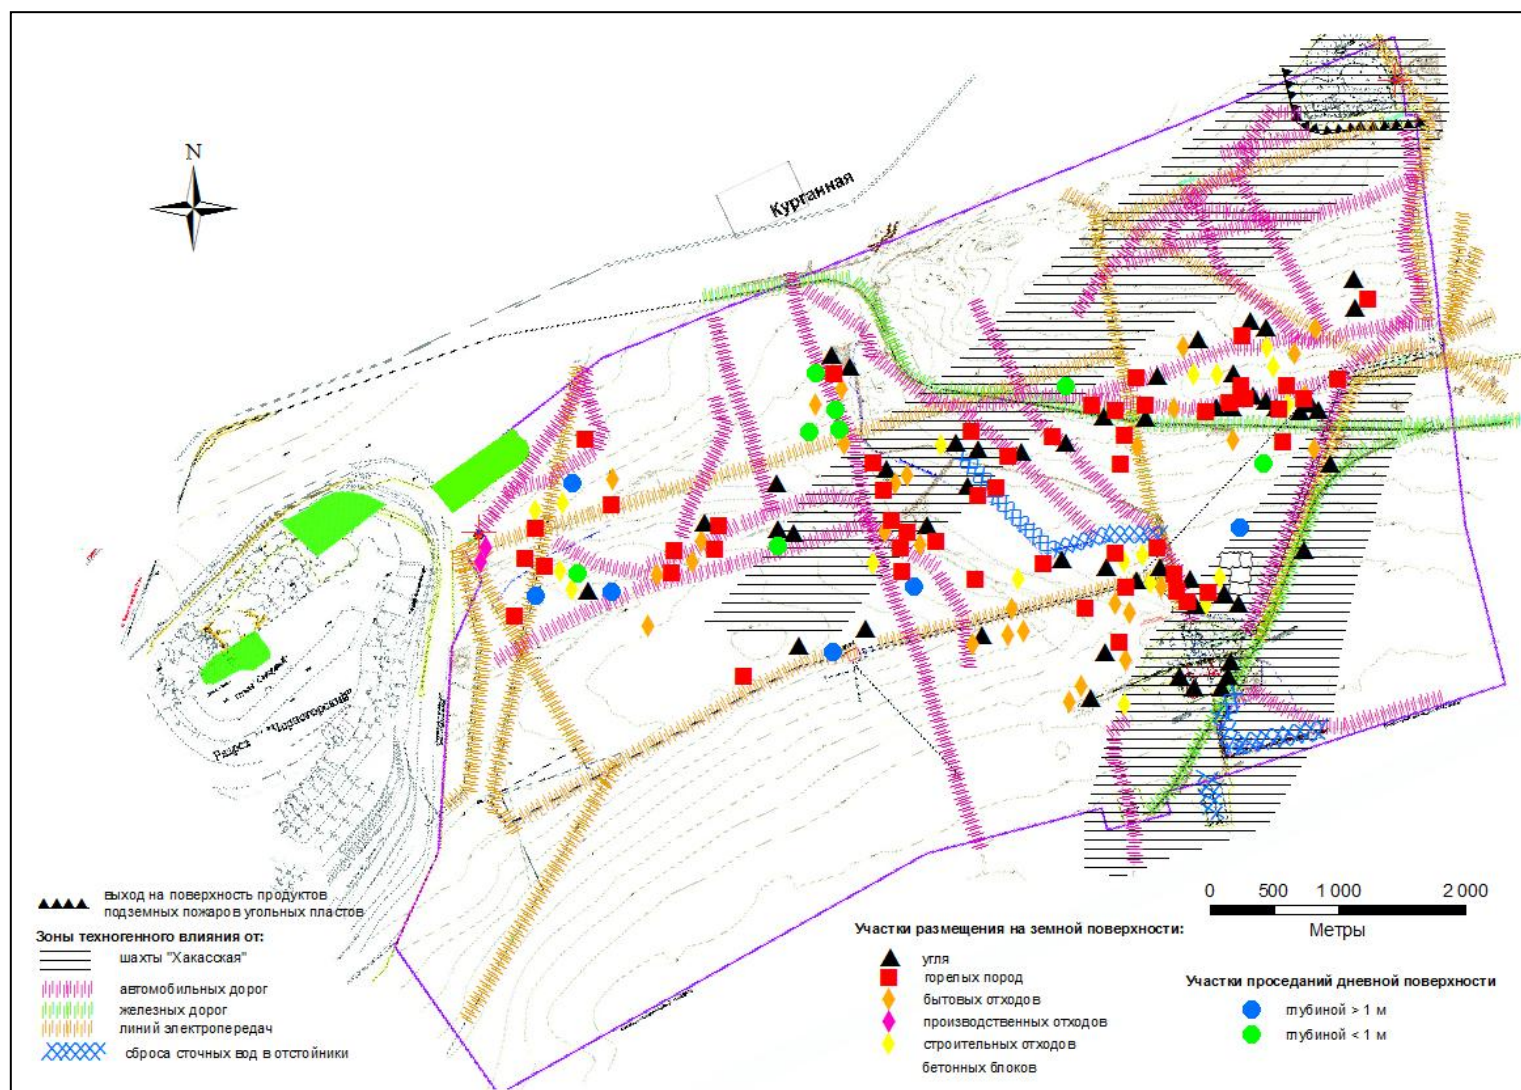 N
Курганная
Разрез "Черногорский"
выход на поверхность продуктов
подземных пожаров угольных пластов
Зоны техногенного влияния от:
шахты "Хакасская"
автомобильных дорог
железных дорог
линий электропередач
сброса сточных вод в отстойники
Участки размещения на земной поверхности:
угля
горелых пород
бытовых отходов
производственных отходов
строительных отходов
бетонных блоков
0 500 1 000 2 000
Метры
Участки проседаний дневной поверхности
глубиной > 1 м
глубиной < 1 м